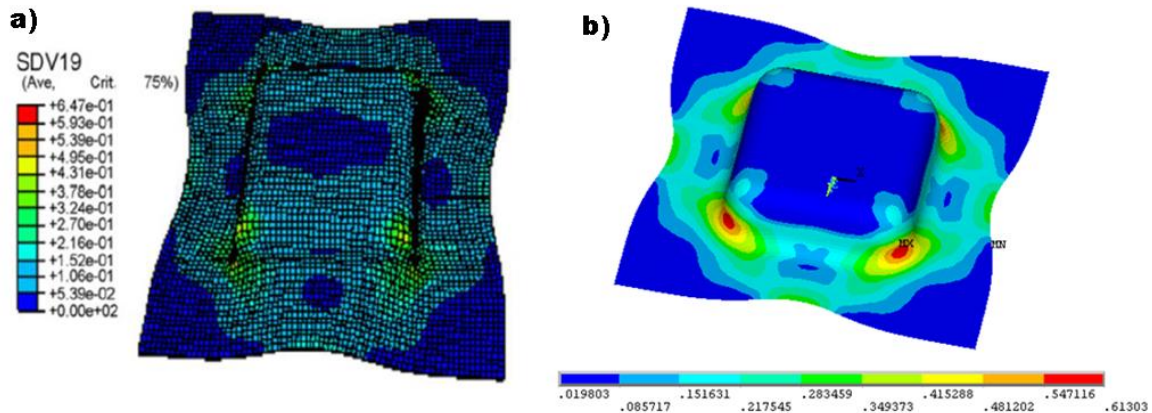 a)
SDV19
(Ave, Crit. 75%)
+6.47e-01
+5.93e-01
+5.39e-01
+4.95e-01
+4.31e-01
+3.78e-01
+3.24e-01
+2.70e-01
+2.16e-01
+1.52e-01
+1.06e-01
+5.39e-02
+0.00e+02
b)
MX
MN
.019803 .151631 .283459 .415288 .547116
.085717 .217545 .349373 .481202 .61303